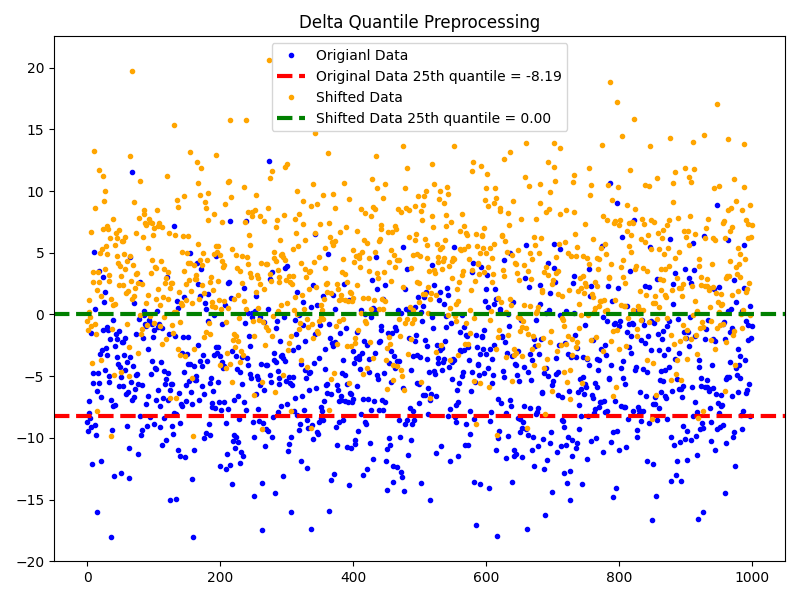 Delta Quantile Preprocessing
Origianl Data
Original Data 25th quantile = -8.19
Shifted Data
Shifted Data 25th quantile = 0.00
20
15
10
5
0
−5
−10
−15
−20
0 200 400 600 800 1000